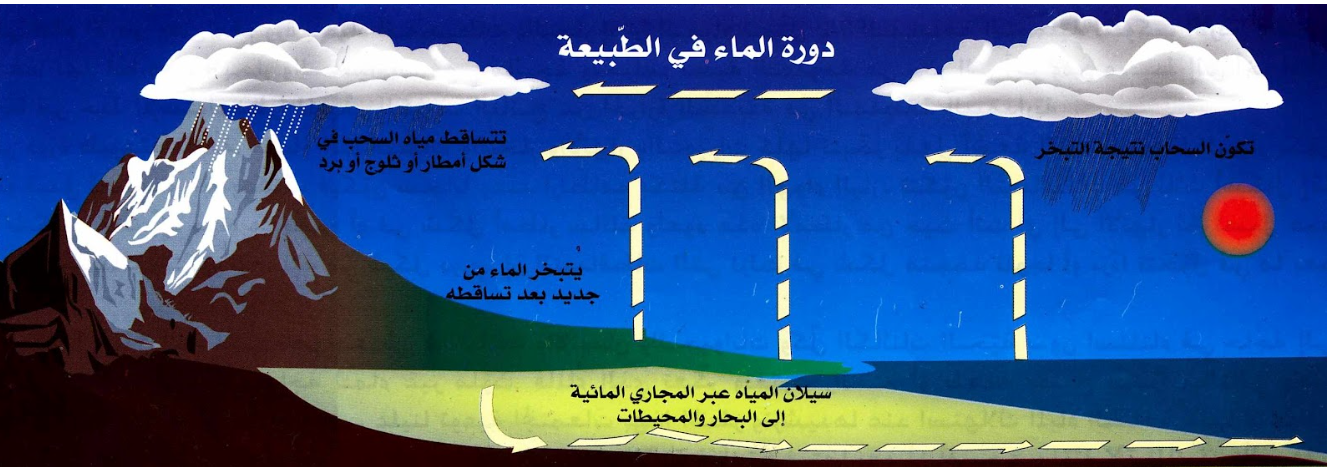 دورة الماء في الطّبيعة
تكوّن السحاب نتيجة التبخر
تتساقط مياه السحب في
شكل أمطار أو ثلوج أو برد
يُتبخر الماء من
جديد بعد تساقطه
سيلان المياه عبر المجاري المائية
إلى البحار والمحيطات